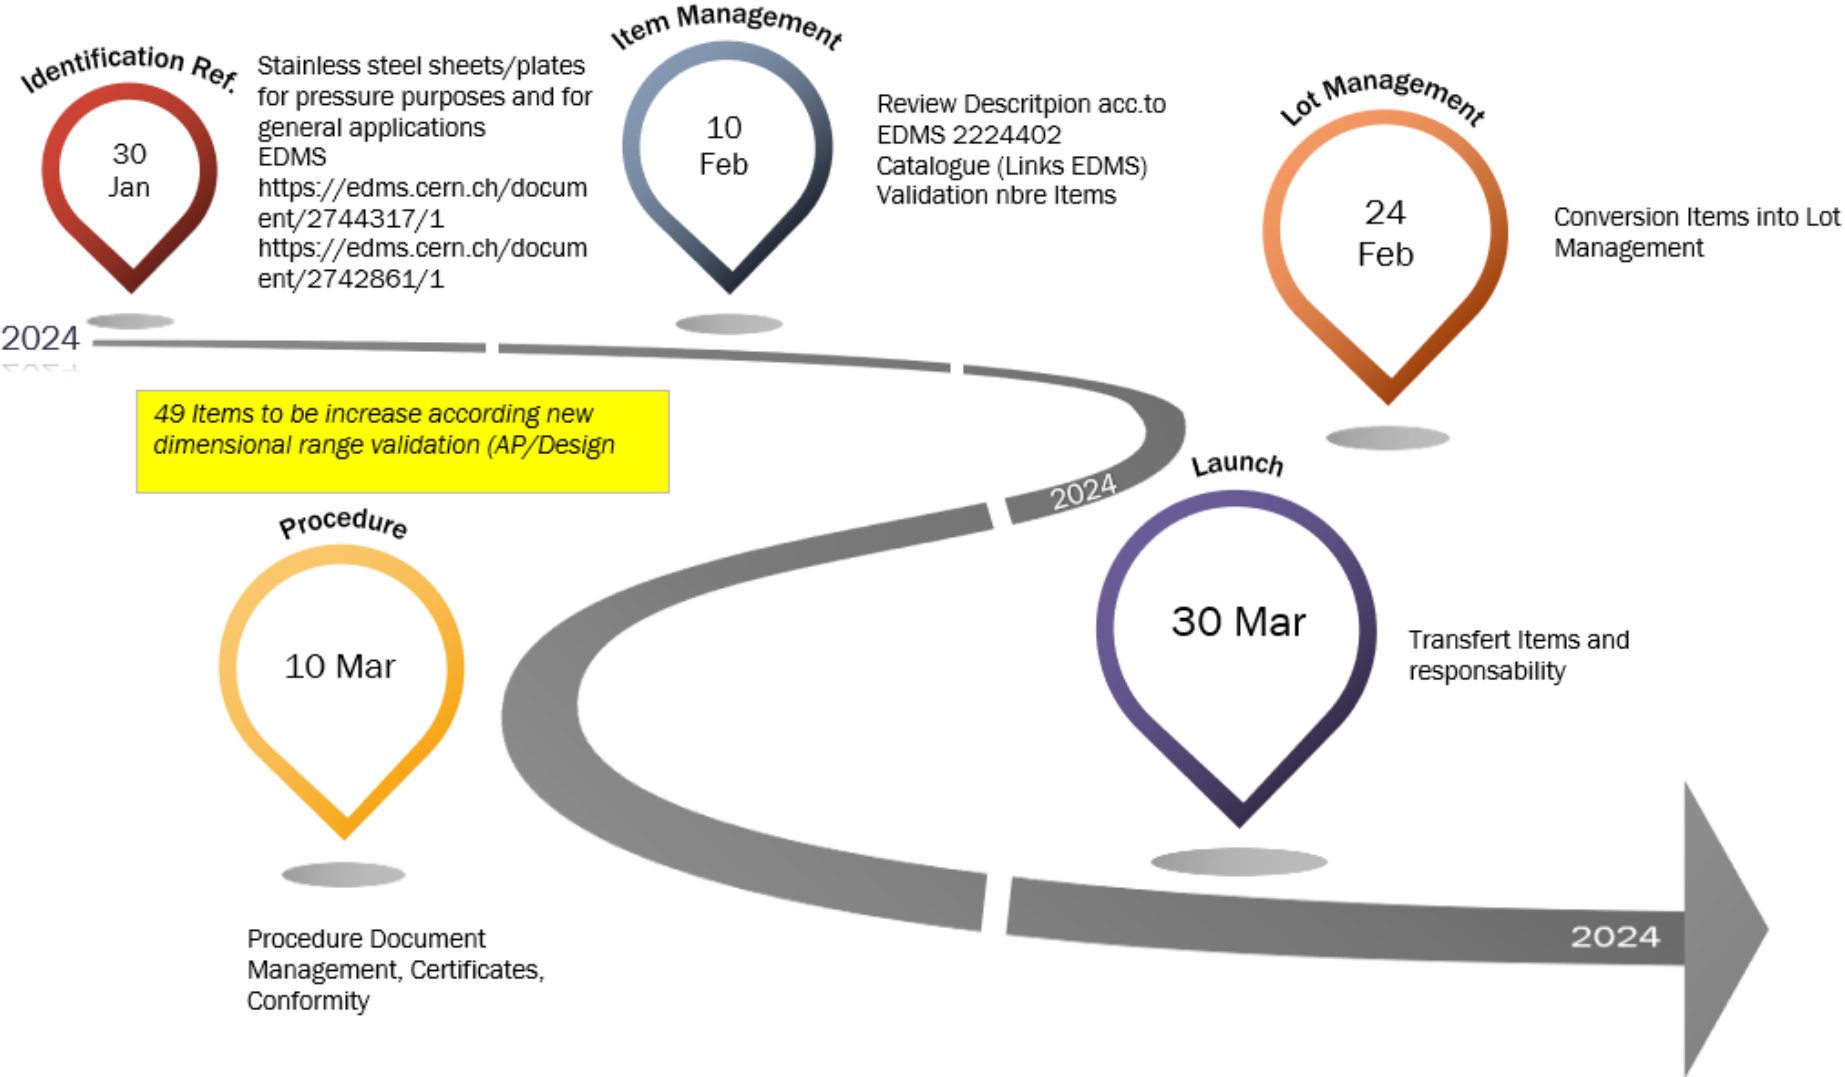 Identification Ref.
30
Jan
Stainless steel sheets/plates
for pressure purposes and for
general applications
EDMS
https://edms.cern.ch/docum
ent/2744317/1
https://edms.cern.ch/docum
ent/2742861/1
Item Management
10
Feb
Review Descritpion acc.to
EDMS 2224402
Catalogue (Links EDMS)
Validation nbre Items
Lot Management
24
Feb
Conversion Items into Lot
Management
2024
49 Items to be increase according new
dimensional range validation (AP/Design
2024
Procedure
10 Mar
Procedure Document
Management, Certificates,
Conformity
Launch
30 Mar
Transfert Items and
responsability
2024